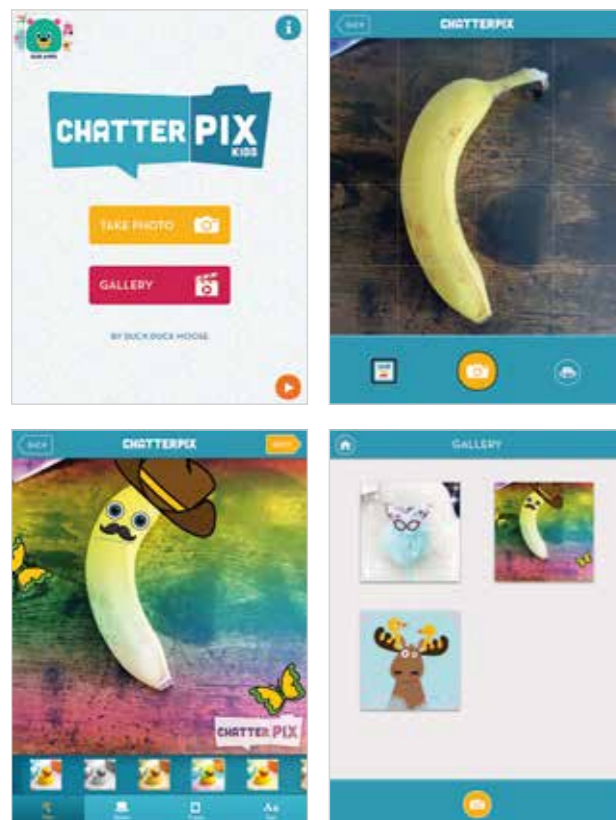 CHATTER PIX
KIDS
TAKE PHOTO
GALLERY
BY DUCK DUCK MOOSE
BACK
CHATTERPIX
BACK
CHATTERPIX
NEXT
CHATTER PIX
GALLERY